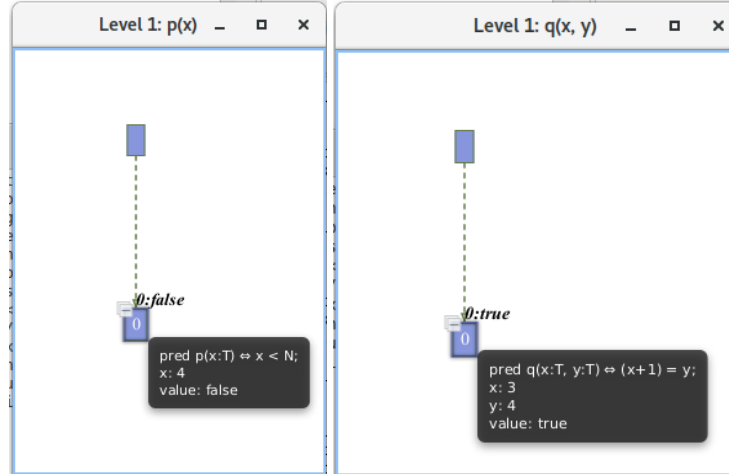 Level 1: p(x)
0:false
0
pred p(x:T) ⇔ x < N;
x: 4
value: false
Level 1: q(x, y)
0:true
0
pred q(x:T, y:T) ⇔ (x+1) = y;
x: 3
y: 4
value: true